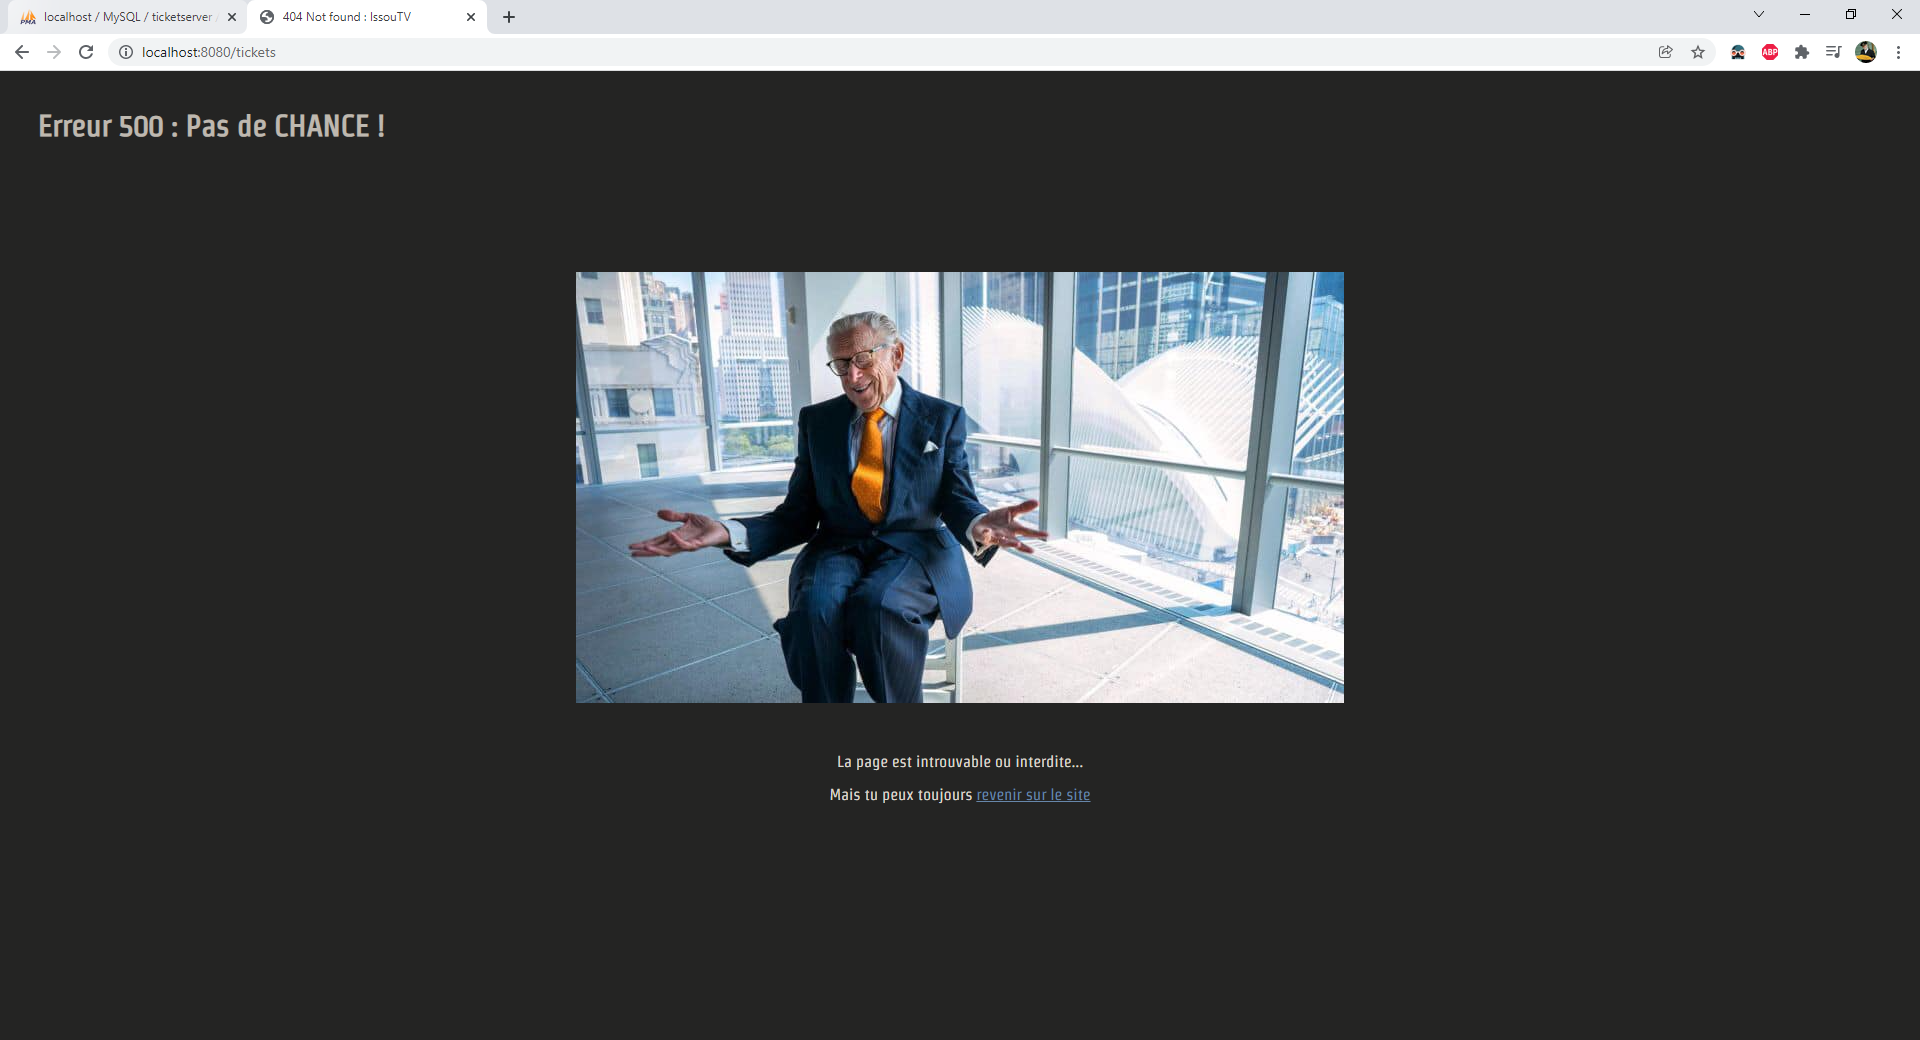 localhost / MySQL / ticketserver
404 Not found : IssouTV
localhost:8080/tickets
ABP
Erreur 500 : Pas de CHANCE !
La page est introuvable ou interdite...
Mais tu peux toujours revenir sur le site